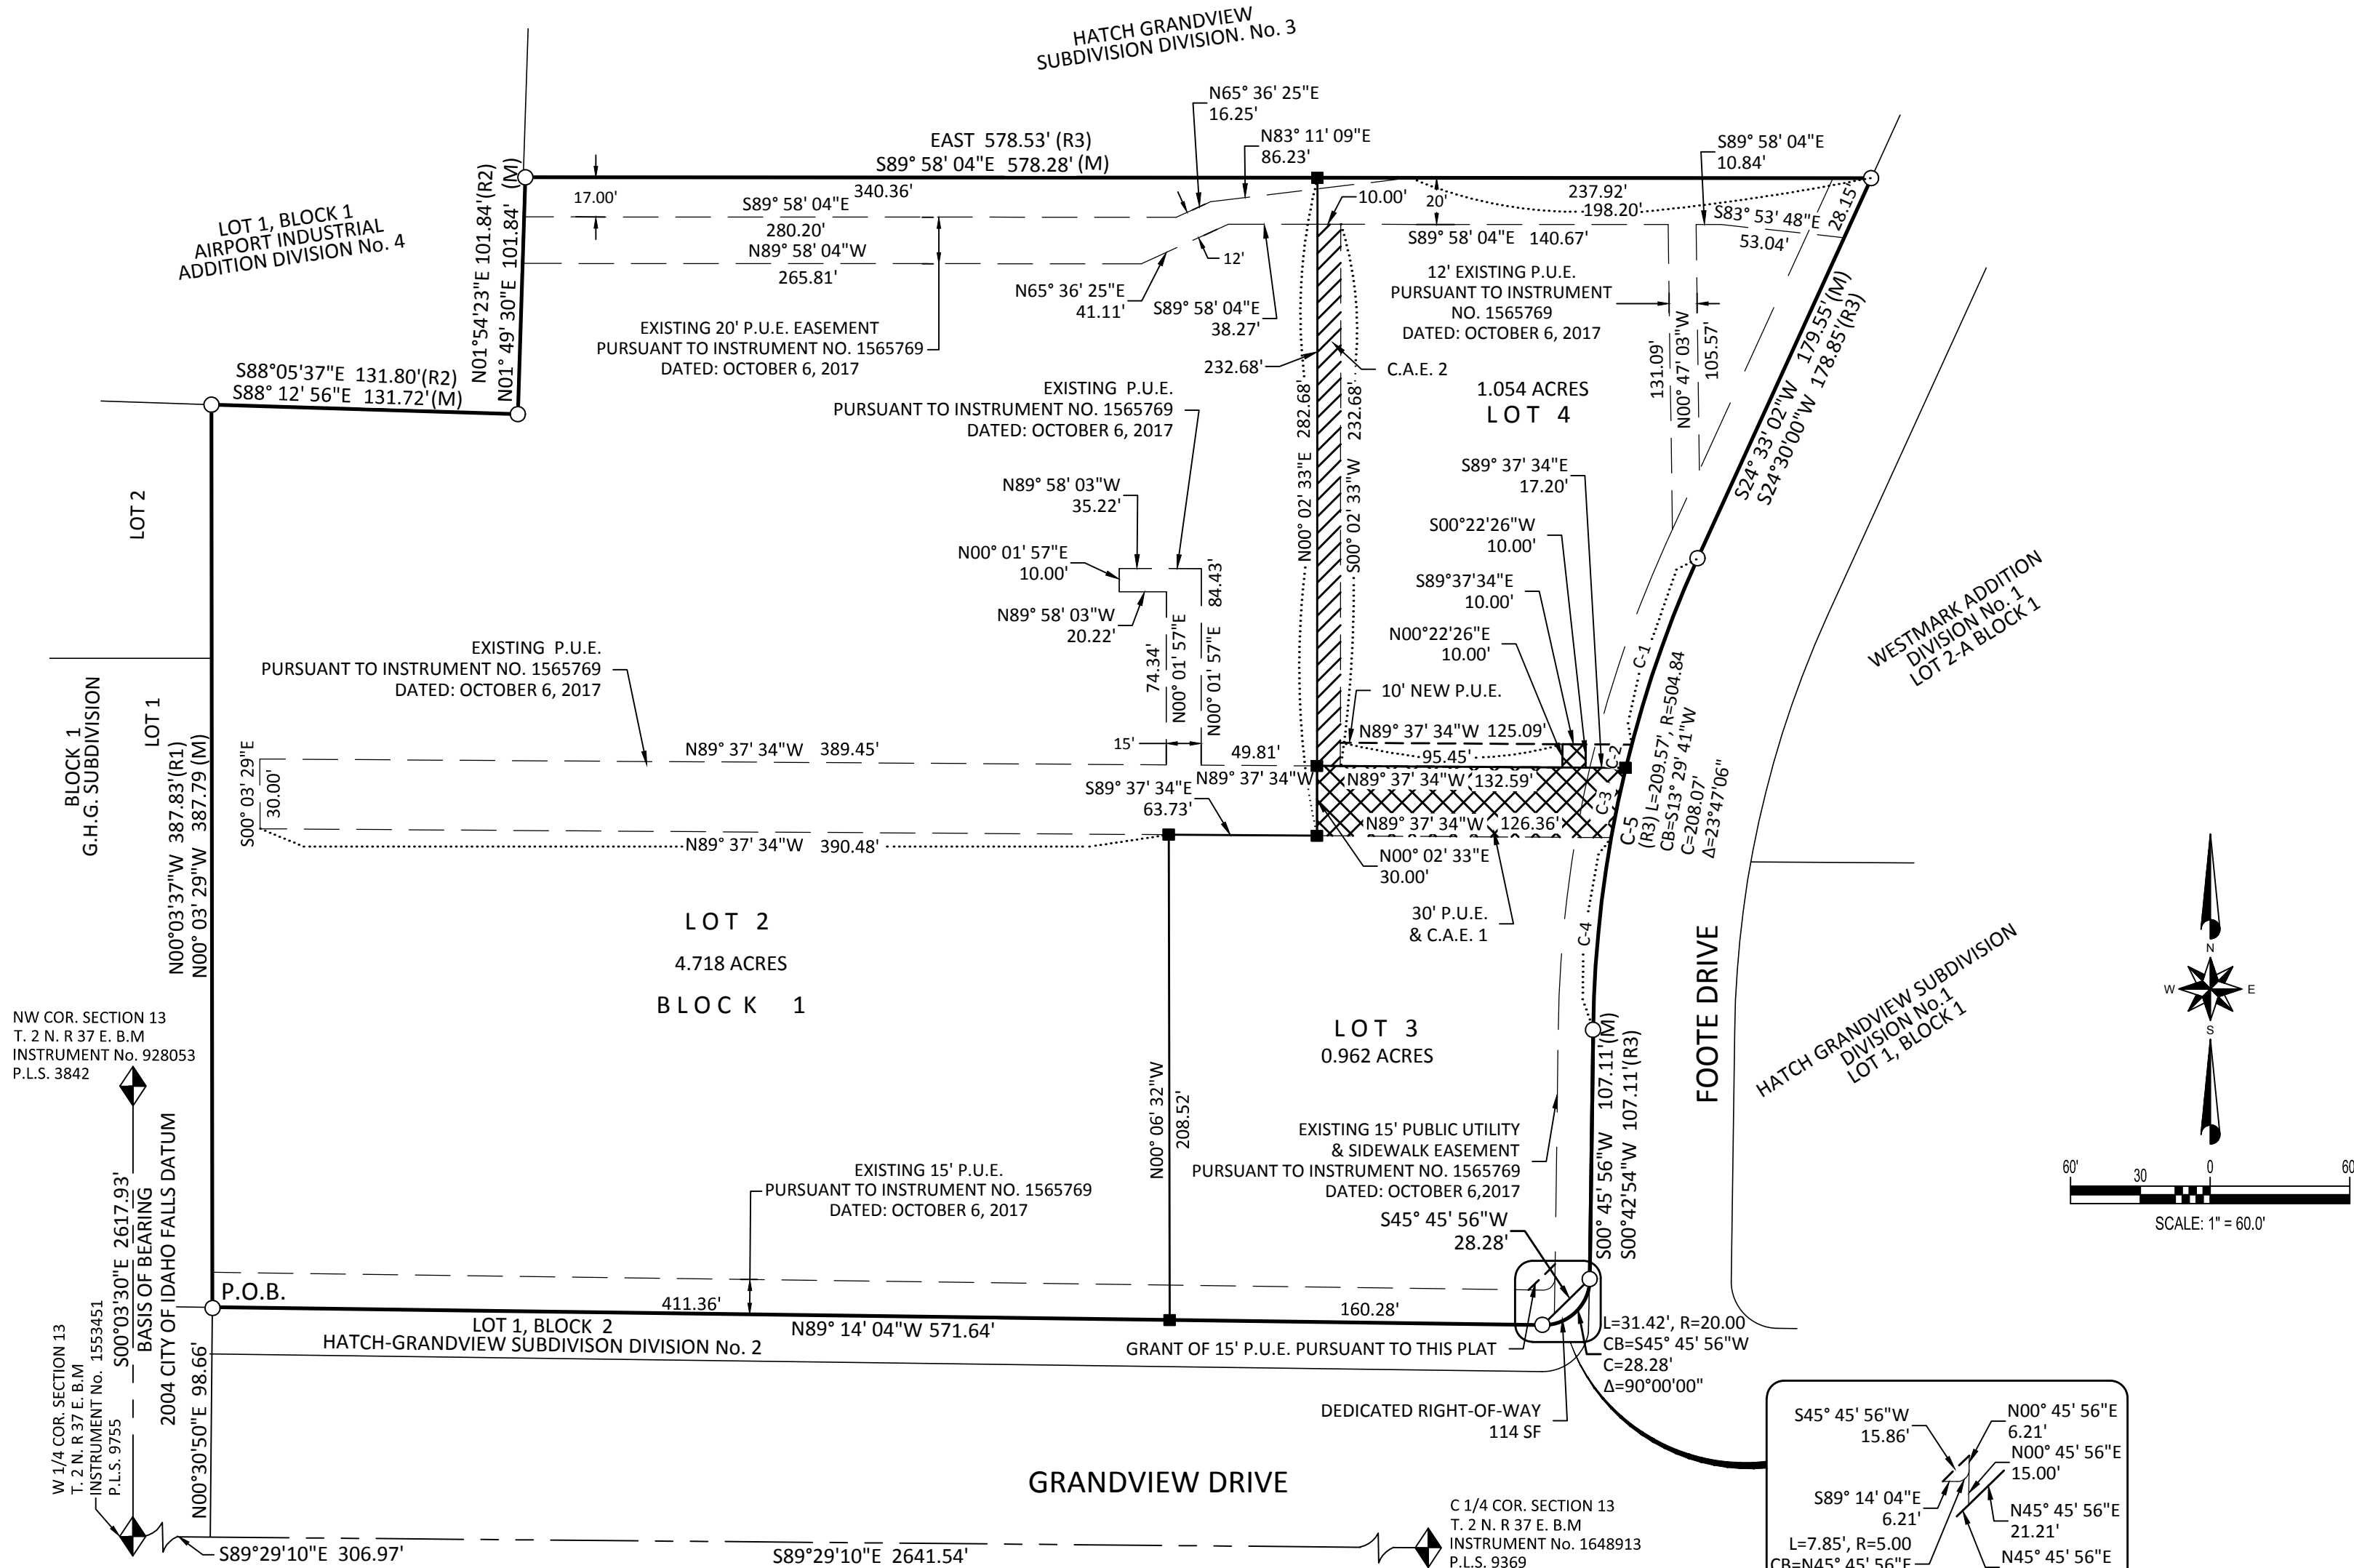 HATCH GRANDVIEW
SUBDIVISION DIVISION. No. 3
N65° 36' 25"E
16.25'
N83° 11' 09"E
86.23'
EAST 578.53' (R3)
S89° 58' 04"E 578.28' (M)
S89° 58' 04"E
10.84'
340.36'
17.00'
S89° 58' 04"E
280.20'
N89° 58' 04"W
265.81'
10.00'
20'
237.92'
198.20'
S83° 53' 48"E
53.04'
28.15'
S89° 58' 04"E 140.67'
12'
N65° 36' 25"E
41.11'
S89° 58' 04"E
38.27'
LOT 1, BLOCK 1
AIRPORT INDUSTRIAL
ADDITION DIVISION No. 4
N01°54'23"E 101.84'(R2)
N01° 49' 30"E 101.84' (M)
EXISTING 20' P.U.E. EASEMENT
PURSUANT TO INSTRUMENT NO. 1565769
DATED: OCTOBER 6, 2017
12' EXISTING P.U.E.
PURSUANT TO INSTRUMENT
NO. 1565769
DATED: OCTOBER 6, 2017
131.09'
N00° 47' 03"W
105.57'
S24° 33' 02"W 179.55'(M)
S24°30'00"W 178.85'(R3)
S88°05'37"E 131.80'(R2)
S88° 12' 56"E 131.72'(M)
232.68'
C.A.E. 2
1.054 ACRES
LOT 4
EXISTING P.U.E.
PURSUANT TO INSTRUMENT NO. 1565769
DATED: OCTOBER 6, 2017
N00° 02' 33"E 282.68'
S00° 02' 33"W 232.68'
LOT 2
N89° 58' 03"W
35.22'
N00° 01' 57"E
10.00'
N89° 58' 03"W
20.22'
84.43'
N00° 01' 57"E
74.34'
N00° 01' 57"E
S89° 37' 34"E
17.20'
S00°22'26"W
10.00'
S89°37'34"E
10.00'
N00°22'26"E
10.00'
WESTMARK ADDITION
DIVISION No. 1
LOT 2-A BLOCK 1
EXISTING P.U.E.
PURSUANT TO INSTRUMENT NO. 1565769
DATED: OCTOBER 6, 2017
BLOCK 1
G.H.G. SUBDIVISION
LOT 1
N00°03'37"W 387.83'(R1)
N00° 03' 29"W 387.79 (M)
S00° 03' 29"E
30.00'
N89° 37' 34"W 389.45'
15'
49.81'
N89° 37' 34"W
S89° 37' 34"E
63.73'
N89° 37' 34"W 390.48'
10' NEW P.U.E.
N89° 37' 34"W 125.09'
95.45'
N89° 37' 34"W 132.59'
N89° 37' 34"W 126.36'
C-1
C-2
C-3
C-4
C-5
(R3) L=209.57', R=504.84
CB=S13° 29' 41"W
C=208.07'
Δ=23°47'06"
N00° 02' 33"E
30.00'
30' P.U.E.
& C.A.E. 1
LOT 2
4.718 ACRES
BLOCK 1
LOT 3
0.962 ACRES
FOOTE DRIVE
HATCH GRANDVIEW SUBDIVISION
DIVISION No.1
LOT 1, BLOCK 1
N
W
E
S
NW COR. SECTION 13
T. 2 N. R 37 E. B.M
INSTRUMENT No. 928053
P.L.S. 3842
N00° 06' 32"W
208.52'
S00° 45' 56"W 107.11'(M)
S00°42'54"W 107.11'(R3)
EXISTING 15' PUBLIC UTILITY
& SIDEWALK EASEMENT
PURSUANT TO INSTRUMENT NO. 1565769
DATED: OCTOBER 6,2017
EXISTING 15' P.U.E.
PURSUANT TO INSTRUMENT NO. 1565769
DATED: OCTOBER 6, 2017
60'
30
0
60
SCALE: 1" = 60.0'
S45° 45' 56"W
28.28'
S00°03'30"E 2617.93'
BASIS OF BEARING
2004 CITY OF IDAHO FALLS DATUM
P.O.B.
411.36'
160.28'
LOT 1, BLOCK 2
HATCH-GRANDVIEW SUBDIVISON DIVISION No. 2
N89° 14' 04"W 571.64'
GRANT OF 15' P.U.E. PURSUANT TO THIS PLAT
L=31.42', R=20.00
CB=S45° 45' 56"W
C=28.28'
Δ=90°00'00"
DEDICATED RIGHT-OF-WAY
114 SF
W 1/4 COR. SECTION 13
T. 2 N. R 37 E. B.M
INSTRUMENT No. 1553451
P.L.S. 9755
N00°30'50"E 98.66'
GRANDVIEW DRIVE
S89°29'10"E 306.97'
S89°29'10"E 2641.54'
C 1/4 COR. SECTION 13
T. 2 N. R 37 E. B.M
INSTRUMENT No. 1648913
P.L.S. 9369
S45° 45' 56"W
15.86'
N00° 45' 56"E
6.21'
N00° 45' 56"E
15.00'
S89° 14' 04"E
6.21'
N45° 45' 56"E
21.21'
L=7.85', R=5.00
CB=N45° 45' 56"E
N45° 45' 56"E